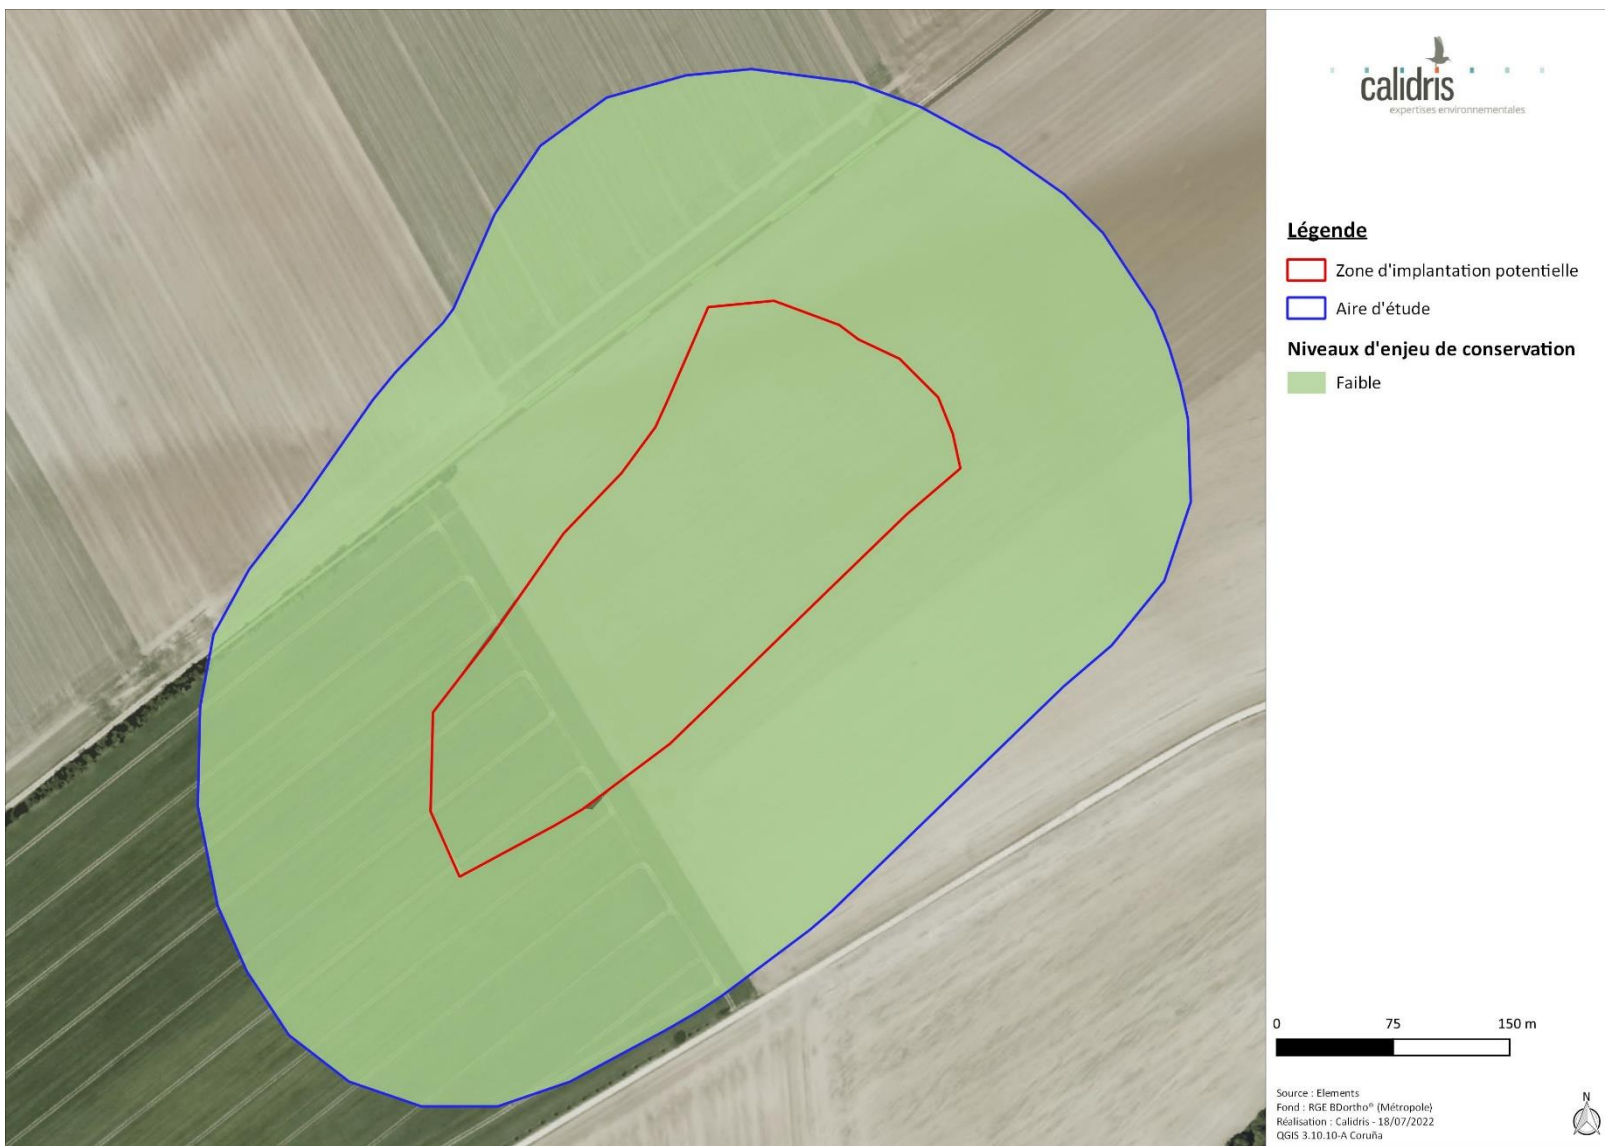 calidris
expertises environnementales
Légende
Zone d'implantation potentielle
Aire d'étude
Niveaux d'enjeu de conservation
Faible
0 75 150 m
Source : Elements
Fond : RGE BDortho® (Métropole)
Réalisation : Calidris - 18/07/2022
QGIS 3.10.10-A Coruña
N